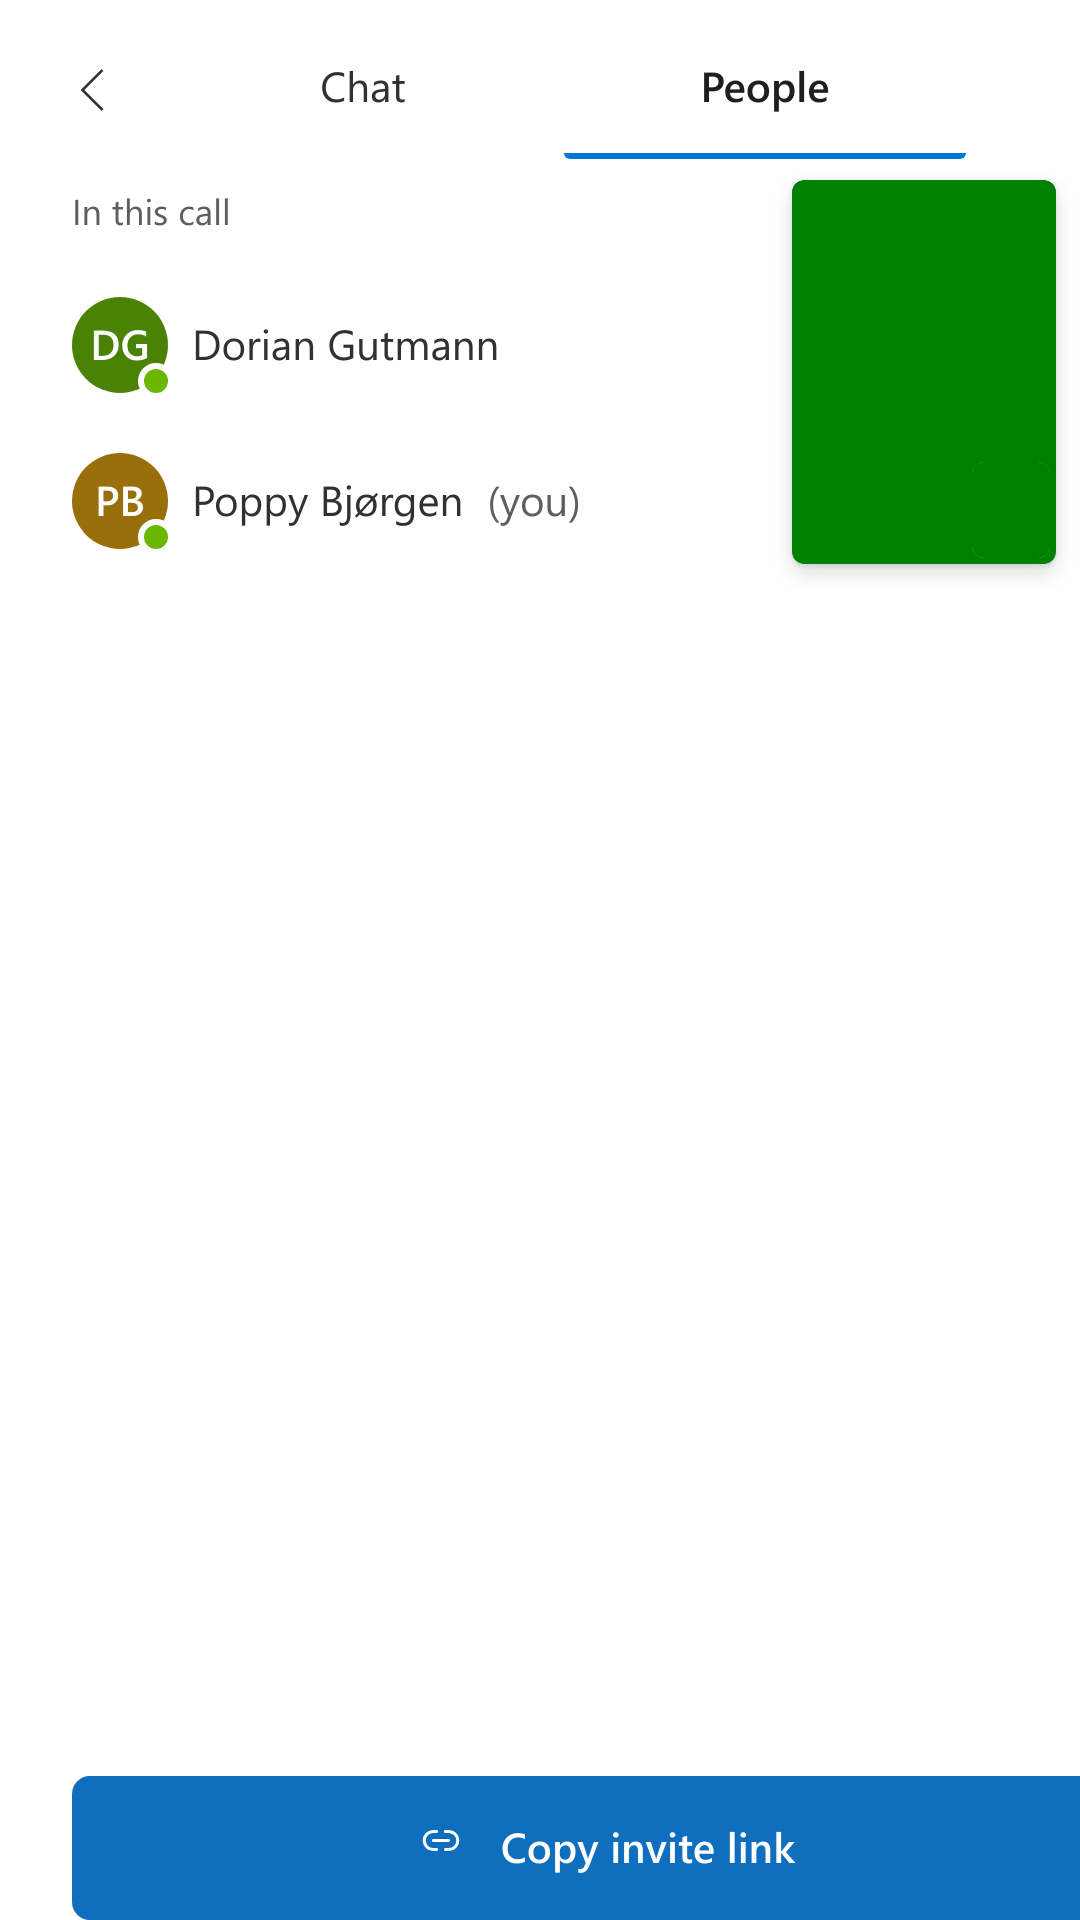 Chat People
In this call
DG Dorian Gutmann
PB Poppy Bjørgen (you)
Copy invite link